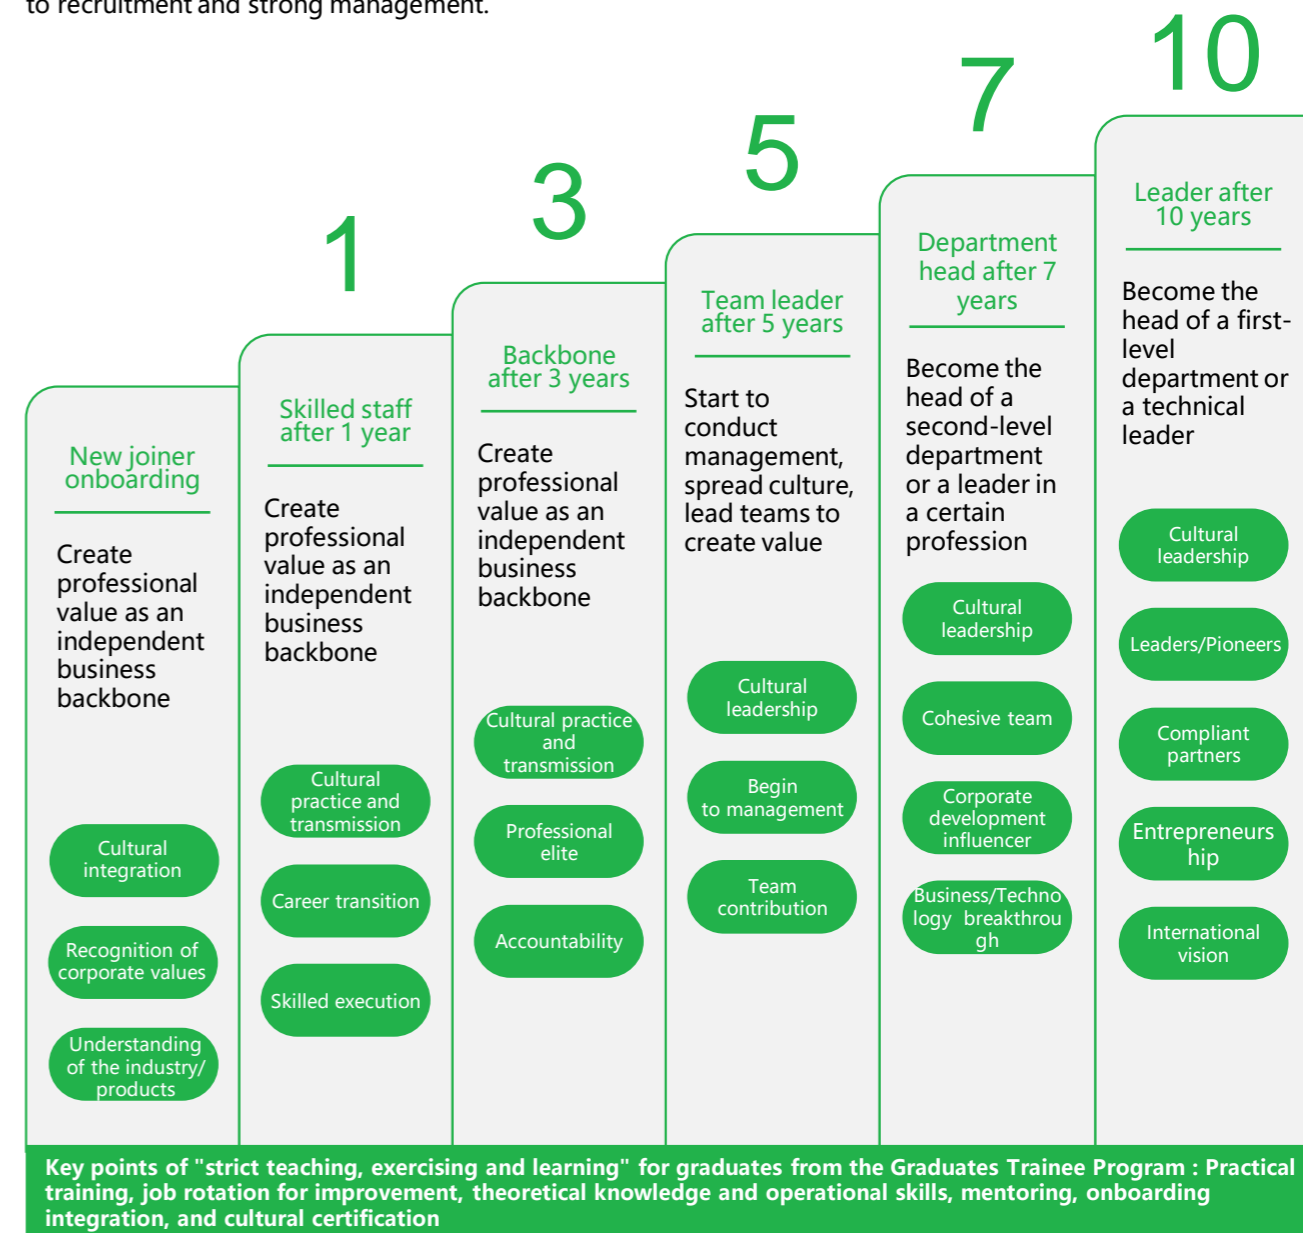 to recruitment and strong management.
New joiner
onboarding
Create
professional
value as an
independent
business
backbone
Cultural
integration
Recognition of
corporate values
Understanding
of the industry/
products
1
Skilled staff
after 1 year
Create
professional
value as an
independent
business
backbone
Cultural
practice and
transmission
Career transition
Skilled execution
3
Backbone
after 3 years
Create
professional
value as an
independent
business
backbone
Cultural practice
and
transmission
Professional
elite
Accountability
5
Team leader
after 5 years
Start to
conduct
management,
spread culture,
lead teams to
create value
Cultural
leadership
Begin
to management
Team
contribution
7
Department
head after 7
years
Become the
head of a
second-level
department
or a leader in
a certain
profession
Cultural
leadership
Cohesive team
Corporate
development
influencer
Business/Techno
logy breakthrou
gh
10
Leader after
10 years
Become the
head of a first-
level
department or
a technical
leader
Cultural
leadership
Leaders/Pioneers
Compliant
partners
Entrepreneurs
hip
International
vision
Key points of "strict teaching, exercising and learning" for graduates from the Graduates Trainee Program : Practical
training, job rotation for improvement, theoretical knowledge and operational skills, mentoring, onboarding
integration, and cultural certification